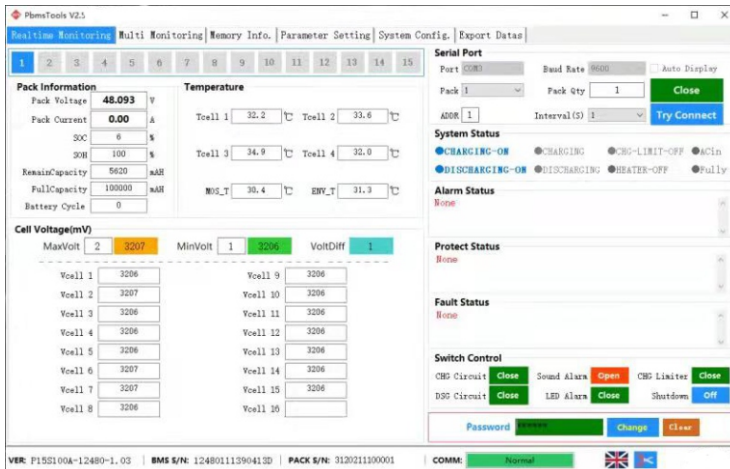 PbmsTools V2.5
Realtime Monitoring Multi Monitoring Memory Info. Parameter Setting System Config. Export Datas
1 2 3 4 5 6 7 8 9 10 11 12 13 14 15
Pack Information
Pack Voltage 48.093 V
Pack Current 0.00 A
SOC 6 %
SOH 100 %
RemainCapacity 5620 mAH
FullCapacity 100000 mAH
Battery Cycle 0
Temperature
Tcell 1 32.2 ℃ Tcell 2 33.6 ℃
Tcell 3 34.9 ℃ Tcell 4 32.0 ℃
MOS_T 30.4 ℃ ENV_T 31.3 ℃
Cell Voltage(mV)
MaxVolt 2 3207 MinVolt 1 3206 VoltDiff 1
Vcell 1 3206 Vcell 9 3206
Vcell 2 3207 Vcell 10 3206
Vcell 3 3206 Vcell 11 3206
Vcell 4 3206 Vcell 12 3206
Vcell 5 3206 Vcell 13 3206
Vcell 6 3207 Vcell 14 3206
Vcell 7 3207 Vcell 15 3206
Vcell 8 3206 Vcell 16
Serial Port
Port COM3 Baud Rate 9600 Auto Display
Pack 1 Pack Qty 1 Close
ADDR 1 Interval(S) 1 Try Connect
System Status
CHARGING-ON CHARGING CHG-LIMIT-OFF ACin
DISCHARGING-ON DISCHARGING HEATER-OFF Fully
Alarm Status
None
Protect Status
None
Fault Status
None
Switch Control
CHG Circuit Close Sound Alarm Open CHG Limiter Close
DSG Circuit Close LED Alarm Close Shutdown Off
Password ****** Change Clear
VER: P15S100A-12480-1.03 BMS S/N: 12480111390413D PACK S/N: 3120211100001 COMM: Normal